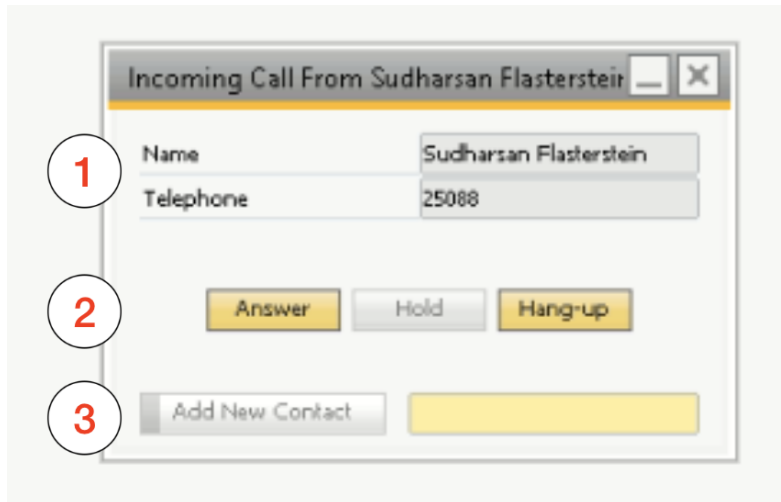 Incoming Call From Sudharsan Flasterstein
1 Name Sudharsan Flasterstein
Telephone 25088
2 Answer Hold Hang-up
3 Add New Contact